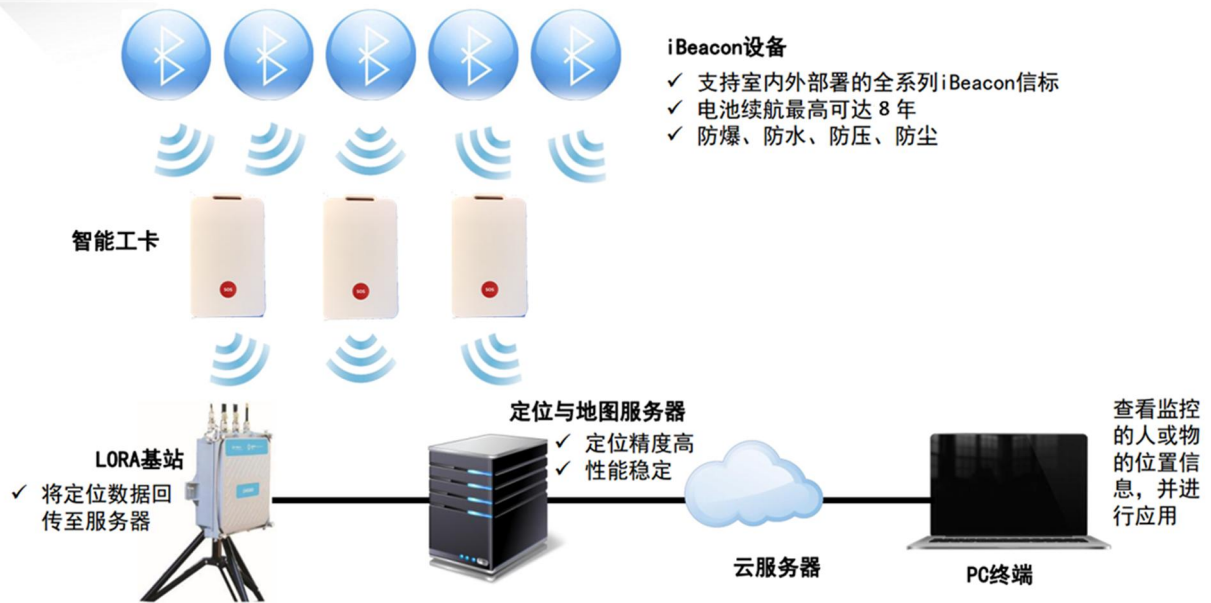 iBeacon设备
✓ 支持室内外部署的全系列iBeacon信标
✓ 电池续航最高可达8年
✓ 防爆、防水、防压、防尘
智能工卡
SOS
SOS
SOS
定位与地图服务器
✓ 定位精度高
✓ 性能稳定
LORA基站
✓ 将定位数据回
传至服务器
云服务器
PC终端
查看监控
的人或物
的位置信
息，并进
行应用